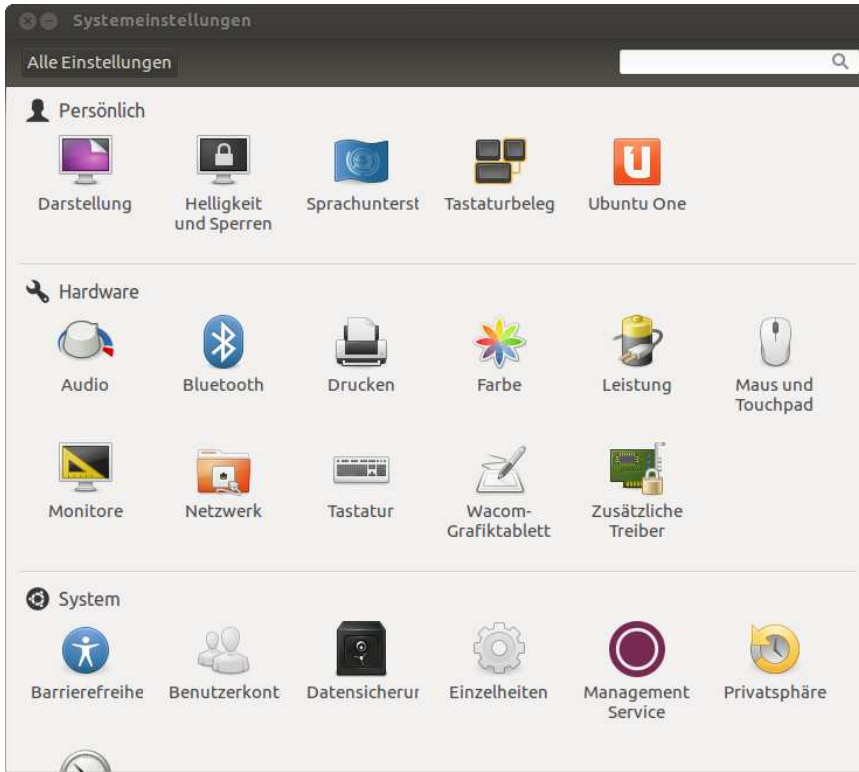 Systemeinstellungen
Alle Einstellungen
Persönlich
Darstellung
Helligkeit
und Sperren
Sprachunterst
Tastaturbeleg
Ubuntu One
Hardware
Audio
Bluetooth
Drucken
Farbe
Leistung
Maus und
Touchpad
Monitore
Netzwerk
Tastatur
Wacom-
Grafiktablett
Zusätzliche
Treiber
System
Barrierefreihe
Benutzerkont
Datensicherur
Einzelheiten
Management
Service
Privatsphäre